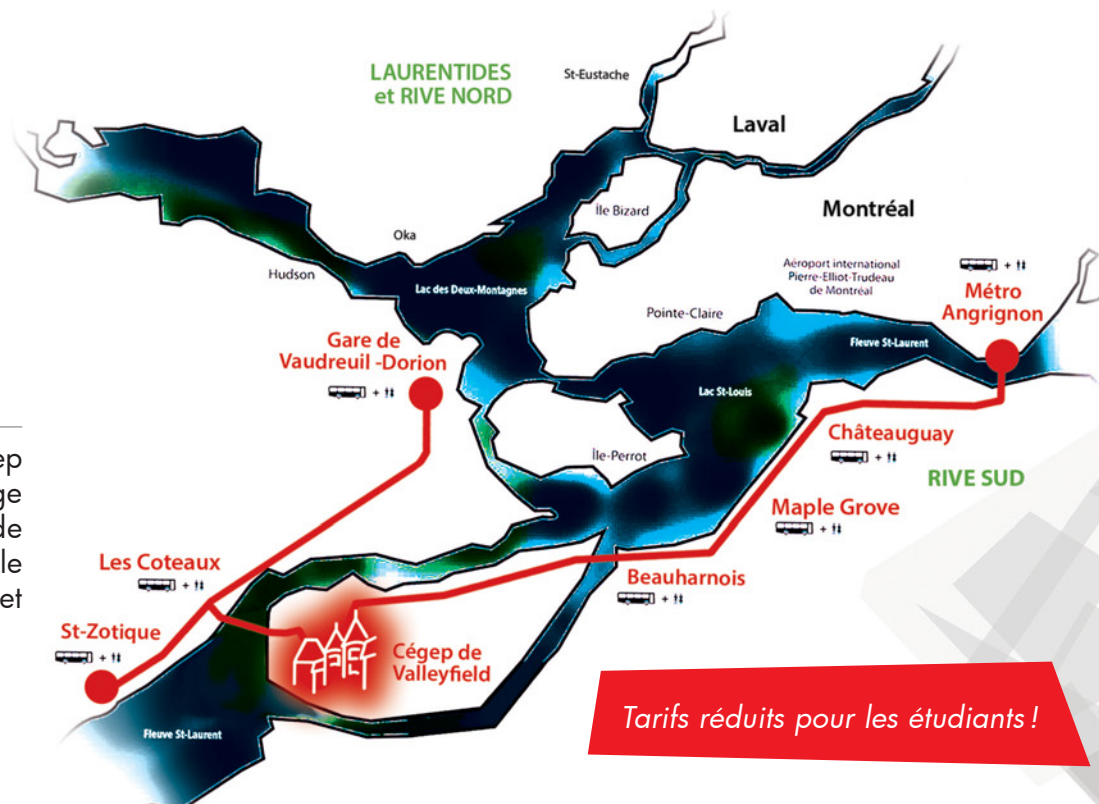 LAURENTIDES
et RIVE NORD
St-Eustache
Laval
Île Bizard
Montréal
Oka
Hudson
Lac des Deux-Montagnes
Aéroport international
Pierre-Elliot-Trudeau
de Montréal
Métro
Angrignon
Pointe-Claire
Gare de
Vaudreuil -Dorion
Fleuve St-Laurent
Lac St-Louis
Châteauguay
Île-Perrot
RIVE SUD
ep
ge
de
le
et
Maple Grove
Les Coteaux
Beauharnois
St-Zotique
Cégep de
Valleyfield
Fleuve St-Laurent
Tarifs réduits pour les étudiants !